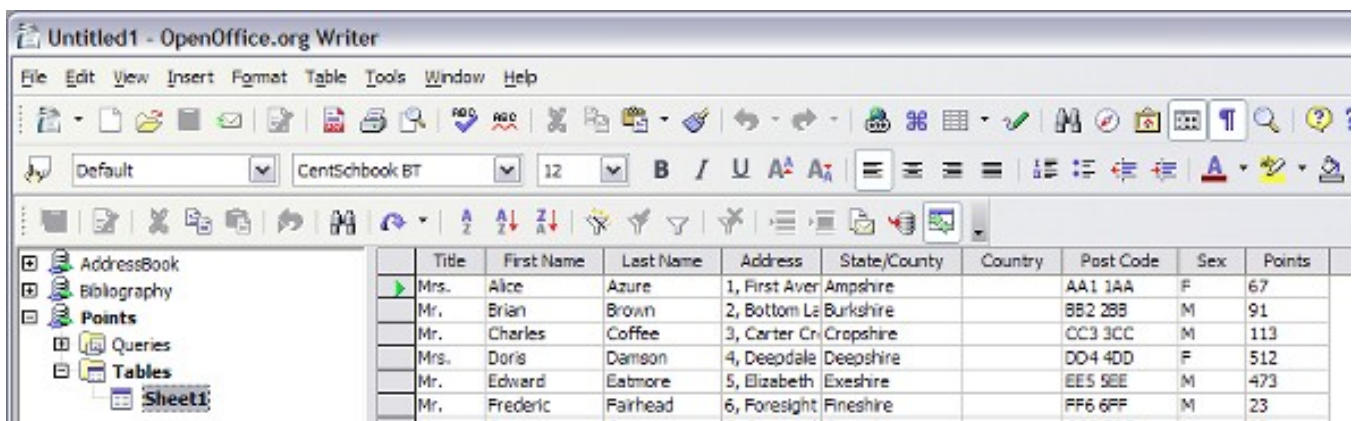 Untitled1 - OpenOffice.org Writer
File Edit View Insert Format Table Tools Window Help
Default CentSchbook BT 12 B I U
AddressBook
Bibliography
Points
Queries
Tables
Sheet1
Title First Name Last Name Address State/County Country Post Code Sex Points
Mrs. Alice Azure 1, First Aver Ampshire AA1 1AA F 67
Mr. Brian Brown 2, Bottom La Burkshire BB2 2BB M 91
Mr. Charles Coffee 3, Carter Cr Cropshire CC3 3CC M 113
Mrs. Doris Damson 4, Deepdale Deepshire DD4 4DD F 512
Mr. Edward Eatmore 5, Elizabeth Exeshire EE5 5EE M 473
Mr. Frederic Fairhead 6, Foresight Fineshire FF6 6FF M 23